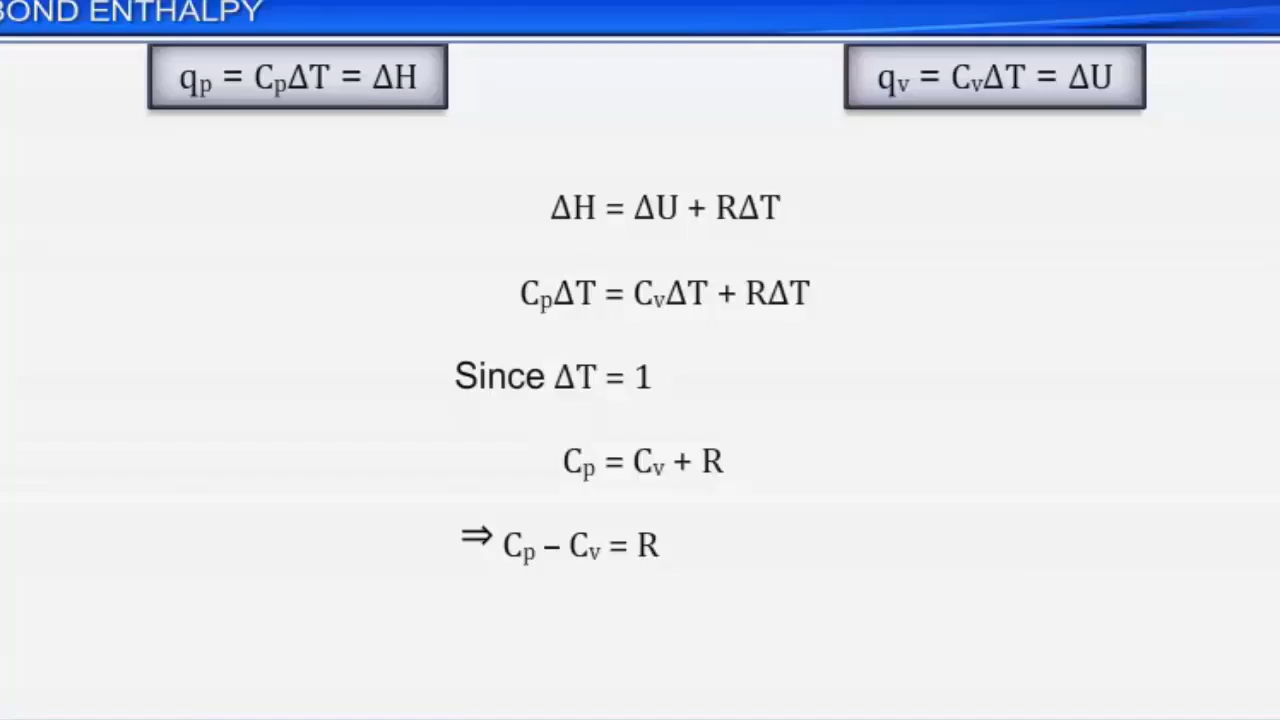 BOND ENTHALPY
qₚ = CₚΔT = ΔH
qᵥ = CᵥΔT = ΔU
ΔH = ΔU + RΔT
CₚΔT = CᵥΔT + RΔT
Since ΔT = 1
Cₚ = Cᵥ + R
⇒ Cₚ – Cᵥ = R